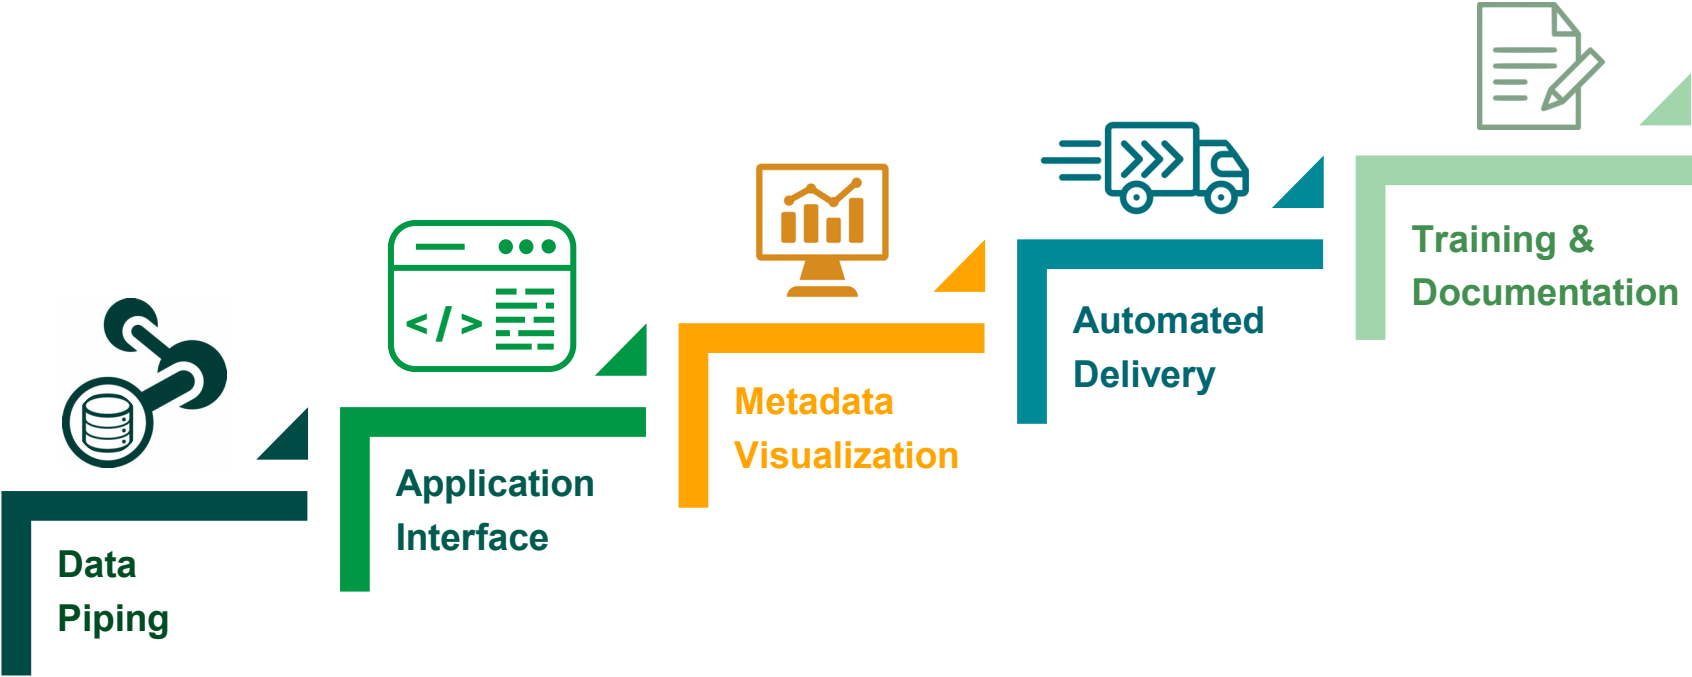 Data
Piping
Application
Interface
</>
Metadata
Visualization
Automated
Delivery
Training &
Documentation